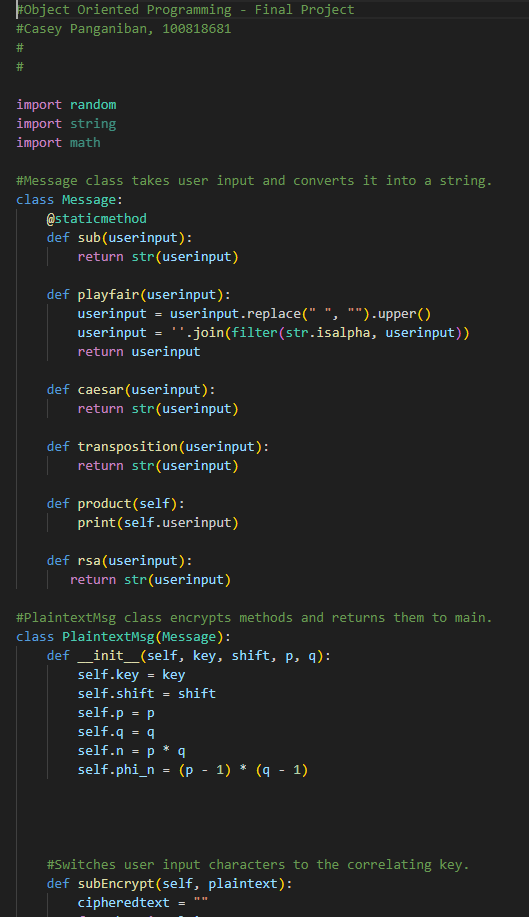 #Object Oriented Programming - Final Project
#Casey Panganiban, 100818681
#
#
import random
import string
import math
#Message class takes user input and converts it into a string.
class Message:
    @staticmethod
    def sub(userinput):
        return str(userinput)
    def playfair(userinput):
        userinput = userinput.replace(" ", "").upper()
        userinput = ''.join(filter(str.isalpha, userinput))
        return userinput
    def caesar(userinput):
        return str(userinput)
    def transposition(userinput):
        return str(userinput)
    def product(self):
        print(self.userinput)
    def rsa(userinput):
       return str(userinput)
#PlaintextMsg class encrypts methods and returns them to main.
class PlaintextMsg(Message):
    def __init__(self, key, shift, p, q):
        self.key = key
        self.shift = shift
        self.p = p
        self.q = q
        self.n = p * q
        self.phi_n = (p - 1) * (q - 1)
    #Switches user input characters to the correlating key.
    def subEncrypt(self, plaintext):
        cipheredtext = ""